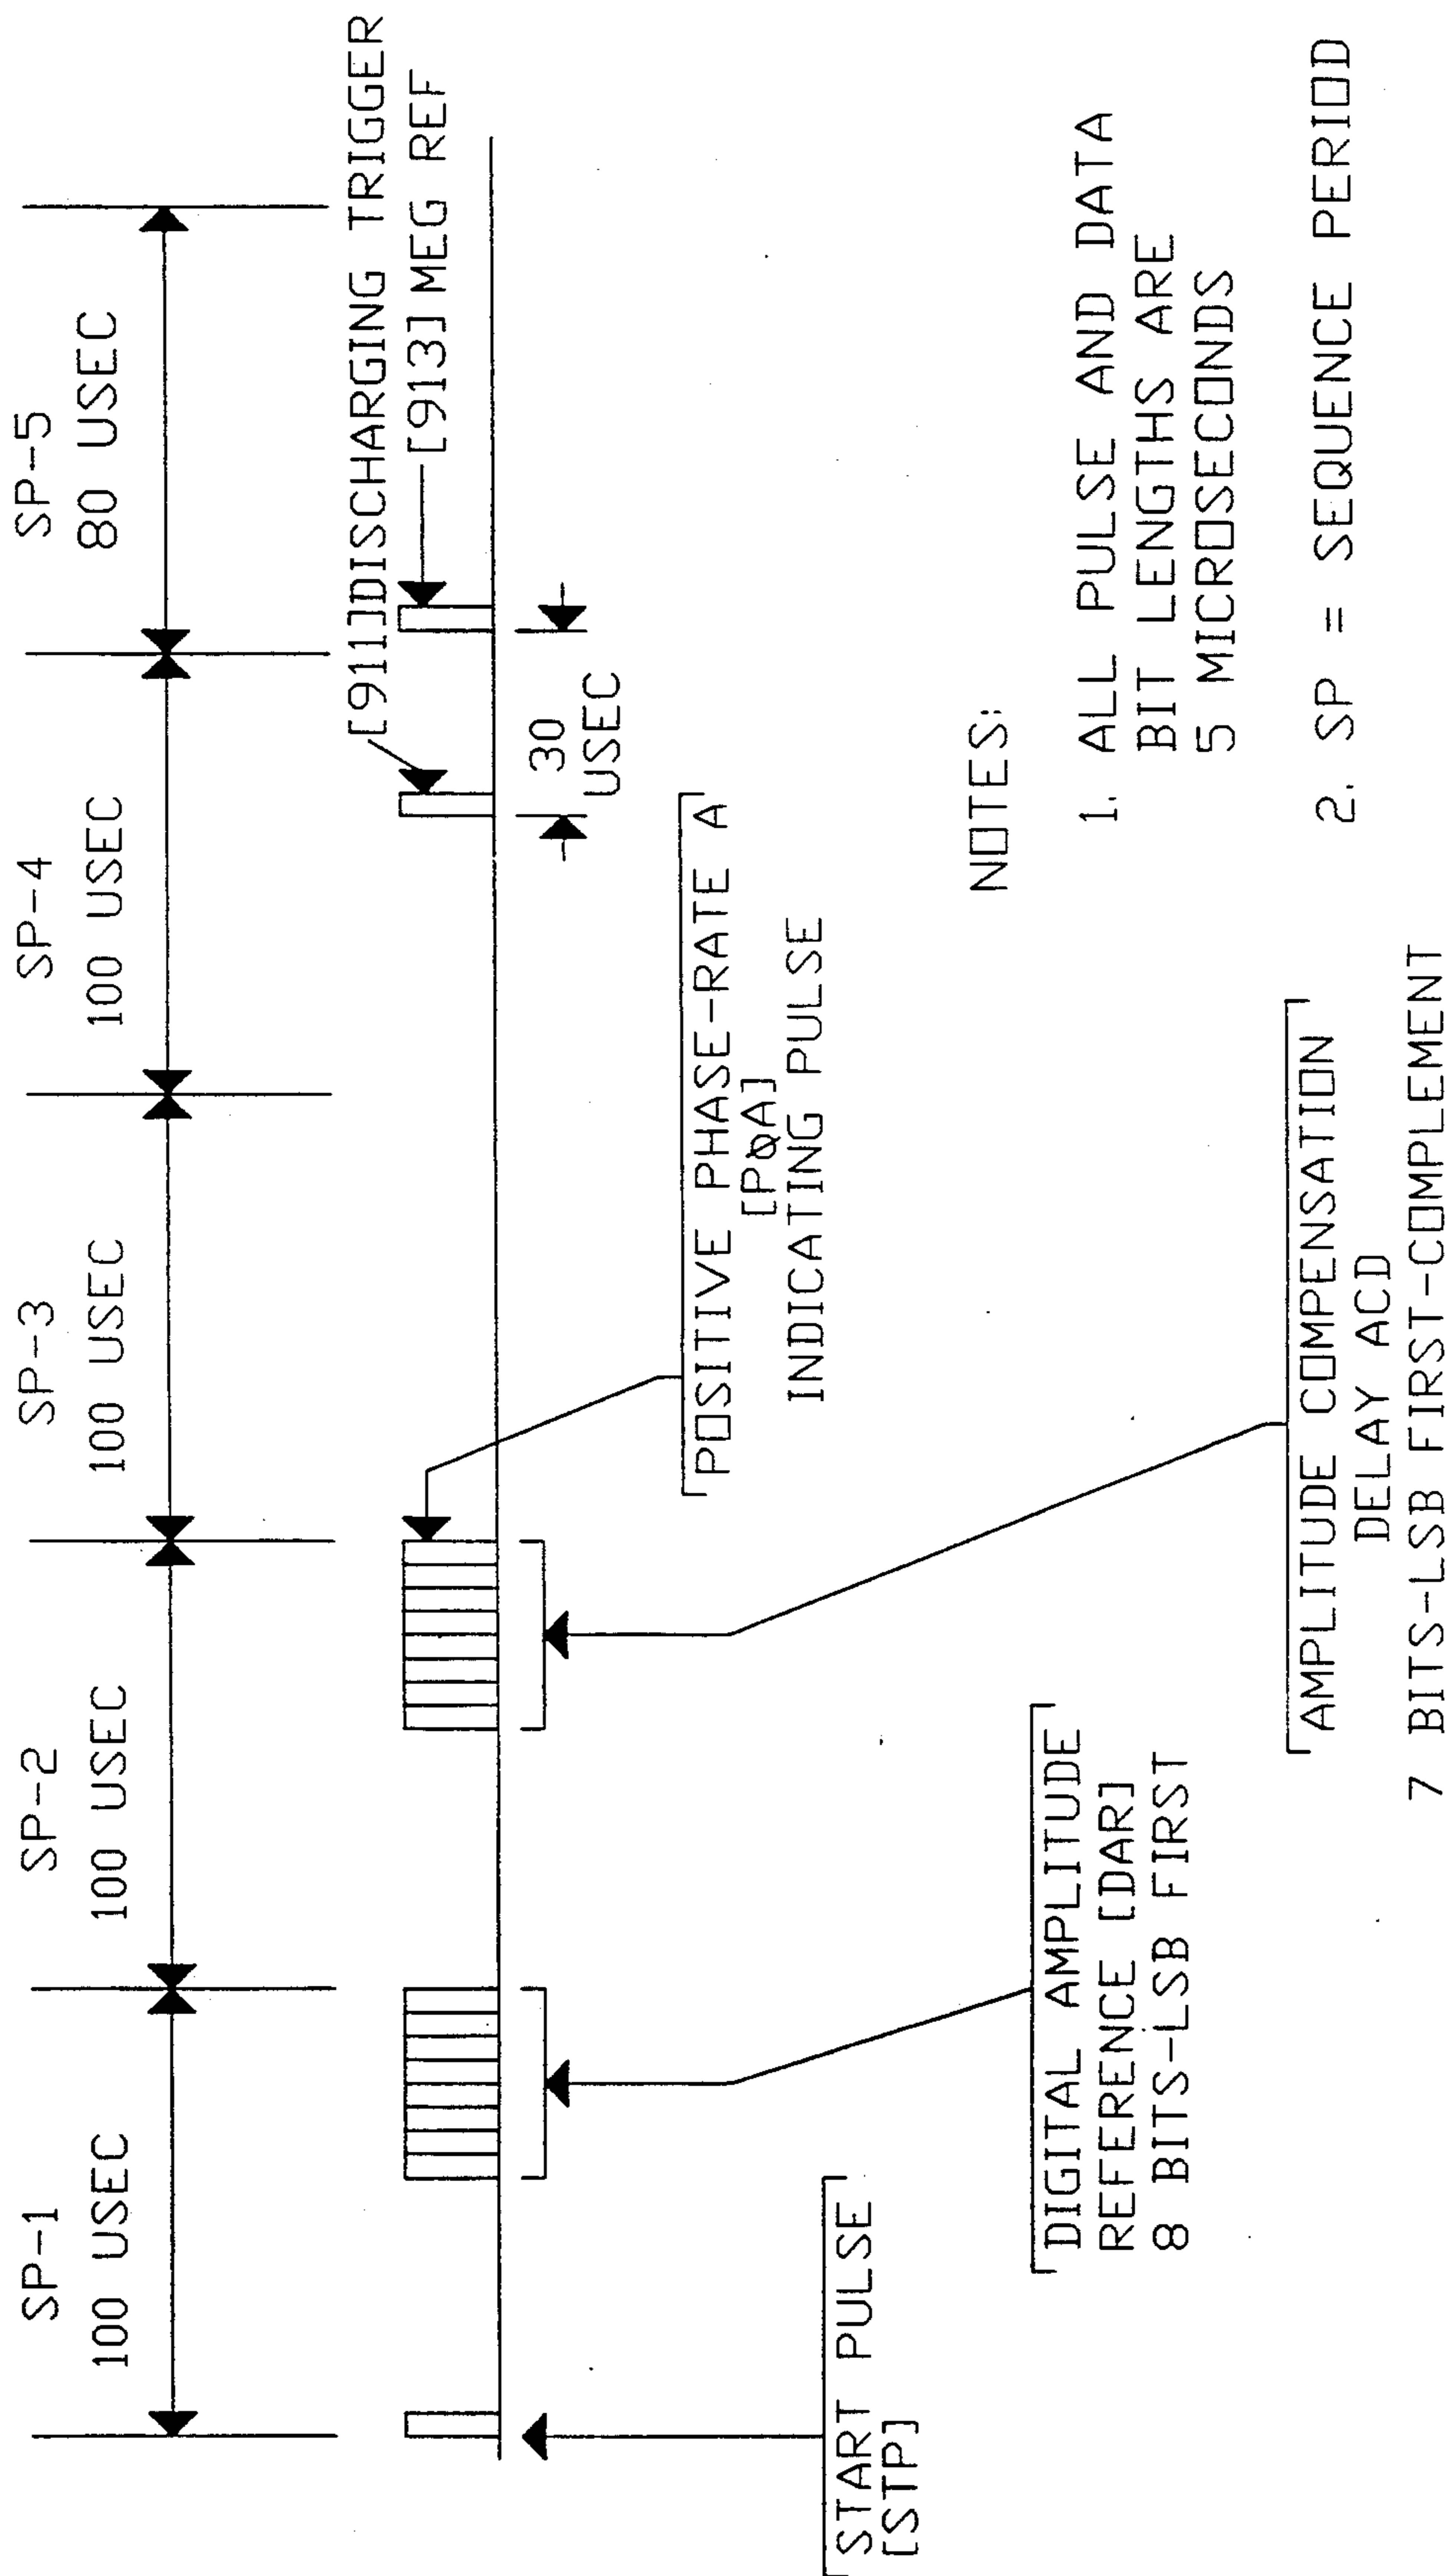 SP-1
100 USEC
SP-2
100 USEC
SP-3
100 USEC
SP-4
100 USEC
SP-5
80 USEC
[911]DISCHARGING TRIGGER
[913] MEG REF
30
USEC
START PULSE
[STP]
DIGITAL AMPLITUDE
REFERENCE [DAR]
8 BITS-LSB FIRST
POSITIVE PHASE-RATE A
[PØA]
INDICATING PULSE
AMPLITUDE COMPENSATION
DELAY ACD
7 BITS-LSB FIRST-COMPLEMENT
NOTES:
1. ALL PULSE AND DATA
BIT LENGTHS ARE
5 MICROSECONDS
2. SP = SEQUENCE PERIOD